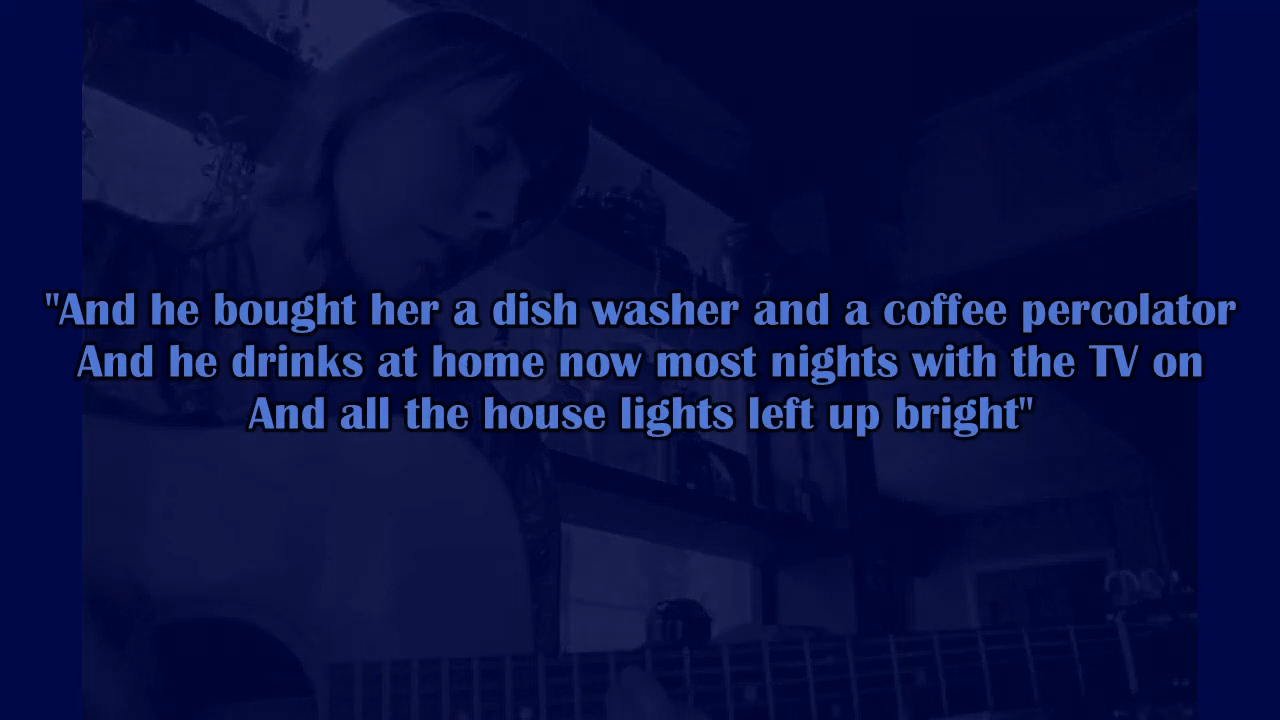 "And he bought her a dish washer and a coffee percolator
And he drinks at home now most nights with the TV on
And all the house lights left up bright"